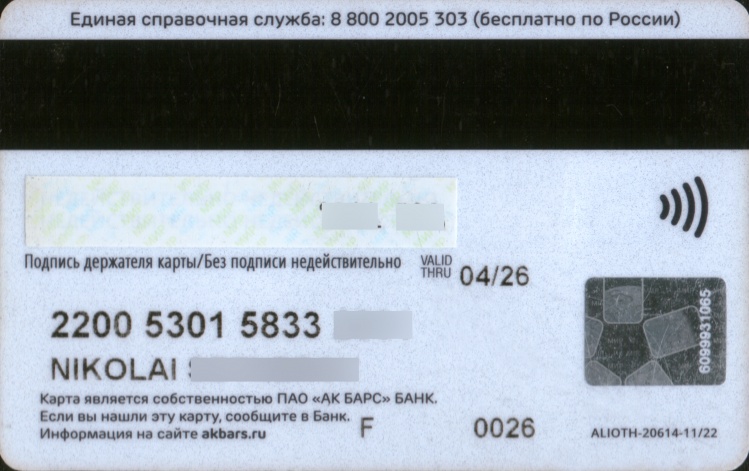 Единая справочная служба: 8 800 2005 303 (бесплатно по России)
Подпись держателя карты/Без подписи недействительно
VALID
THRU 04/26
2200 5301 5833
NIKOLAI
6099931065
Карта является собственностью ПАО «АК БАРС» БАНК.
Если вы нашли эту карту, сообщите в Банк.
Информация на сайте akbars.ru
F 0026
ALIOTH-20614-11/22